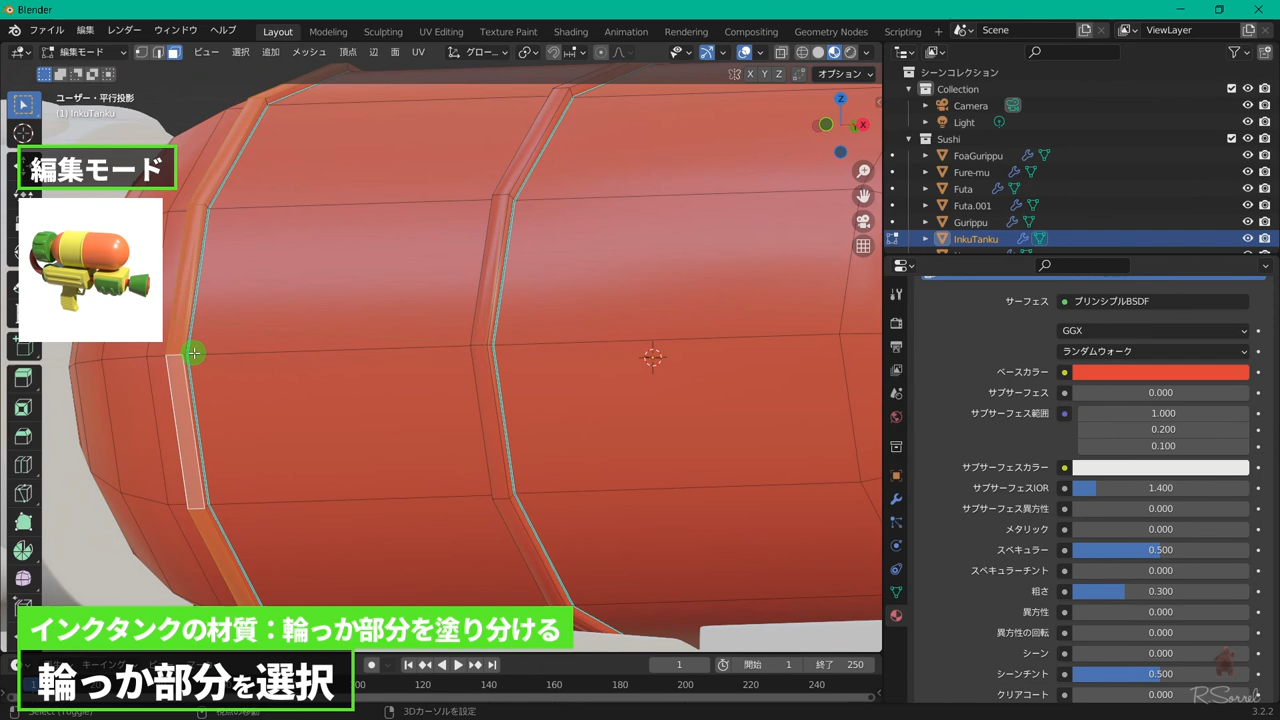 Blender
ファイル 編集 レンダー ウィンドウ ヘルプ Layout Modeling Sculpting UV Editing Texture Paint Shading Animation Rendering Compositing Geometry Nodes Scripting Scene ViewLayer
編集モード ビュー 選択 追加 メッシュ 頂点 辺 面 UV グロー...
X Y Z オプション
ユーザー・平行投影
(1) InkuTanku
編集モード
Z
X
シーンコレクション
Collection
Camera
Light
Sushi
FoaGurippu
Fure-mu
Futa
Futa.001
Gurippu
InkuTanku
サーフェス プリンシプルBSDF
GGX
ランダムウォーク
ベースカラー
サブサーフェス 0.000
サブサーフェス範囲 1.000
0.200
0.100
サブサーフェスカラー
サブサーフェスIOR 1.400
サブサーフェス異方性 0.000
メタリック 0.000
スペキュラー 0.500
スペキュラーチント 0.000
粗さ 0.300
異方性 0.000
異方性の回転 0.000
シーン 0.000
シーンチント 0.500
クリアコート 0.000
インクタンクの材質：輪っか部分を塗り分ける
輪っか部分を選択
1 開始 1 終了 250
100 120 140 160 180 200 220 240
Select (Toggle) 視点の移動 3Dカーソルを設定
RSorrel
3.2.2